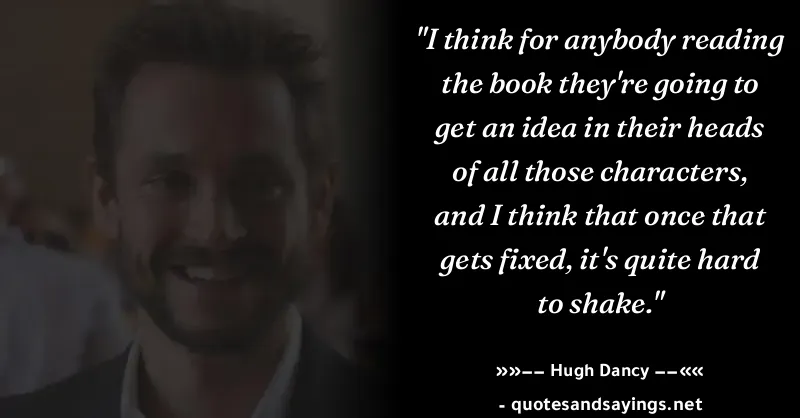 "I think for anybody reading
the book they're going to
get an idea in their heads
of all those characters,
and I think that once that
gets fixed, it's quite hard
to shake."
»»−− Hugh Dancy −−««
- quotesandsayings.net